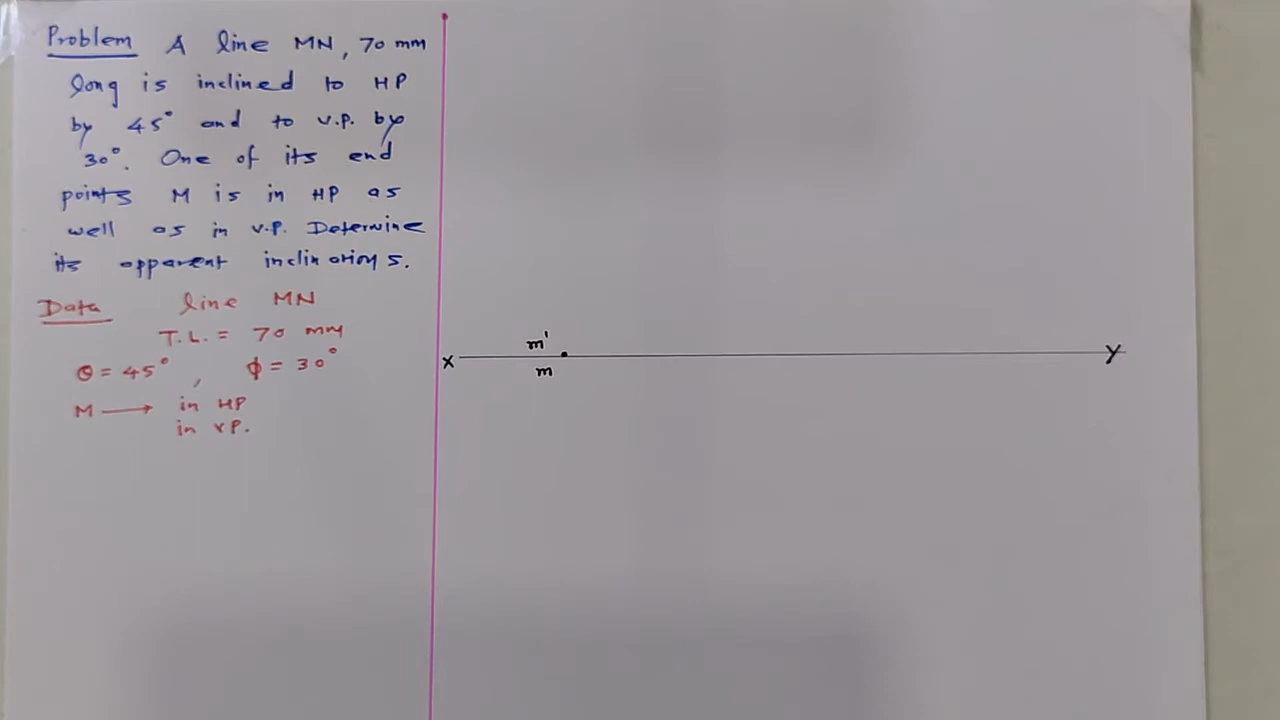 Problem A line MN, 70 mm
long is inclined to HP
by 45° and to v.p. by
30°. One of its end
points M is in HP as
well as in v.p. Determine
its apparent inclinations.
Data line MN
T.L. = 70 mm
θ = 45°, ϕ = 30°
M → in HP
in v.P.
m'
X Y
m